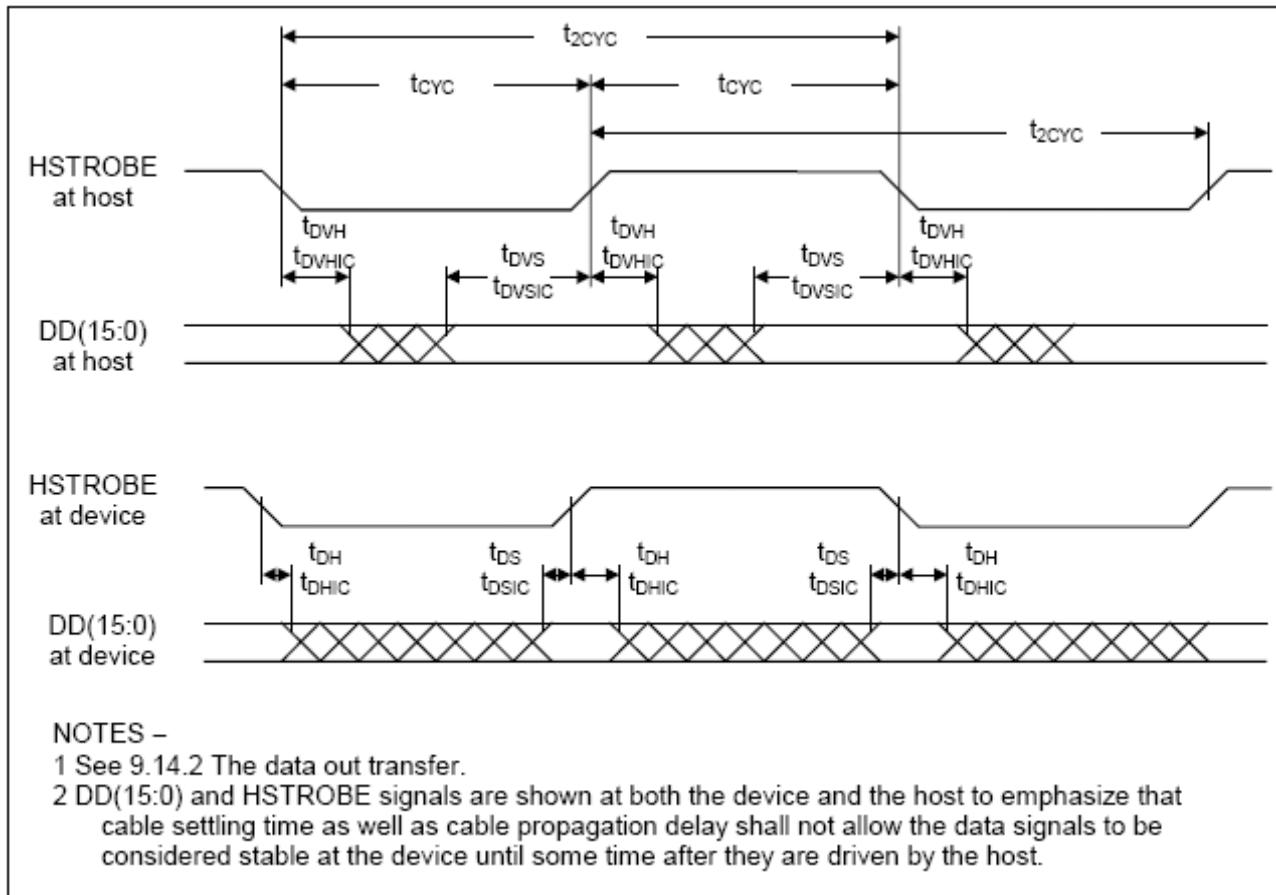 t2CYC
tCYC tCYC
t2CYC
HSTROBE
at host
tDVH tDVH tDVH
tDVHIC tDVS tDVHIC tDVS tDVHIC
tDVSIC tDVSIC
DD(15:0)
at host
HSTROBE
at device
tDH tDS tDH tDS tDH
tDHIC tDSIC tDHIC tDSIC tDHIC
DD(15:0)
at device
NOTES –
1 See 9.14.2 The data out transfer.
2 DD(15:0) and HSTROBE signals are shown at both the device and the host to emphasize that
cable settling time as well as cable propagation delay shall not allow the data signals to be
considered stable at the device until some time after they are driven by the host.